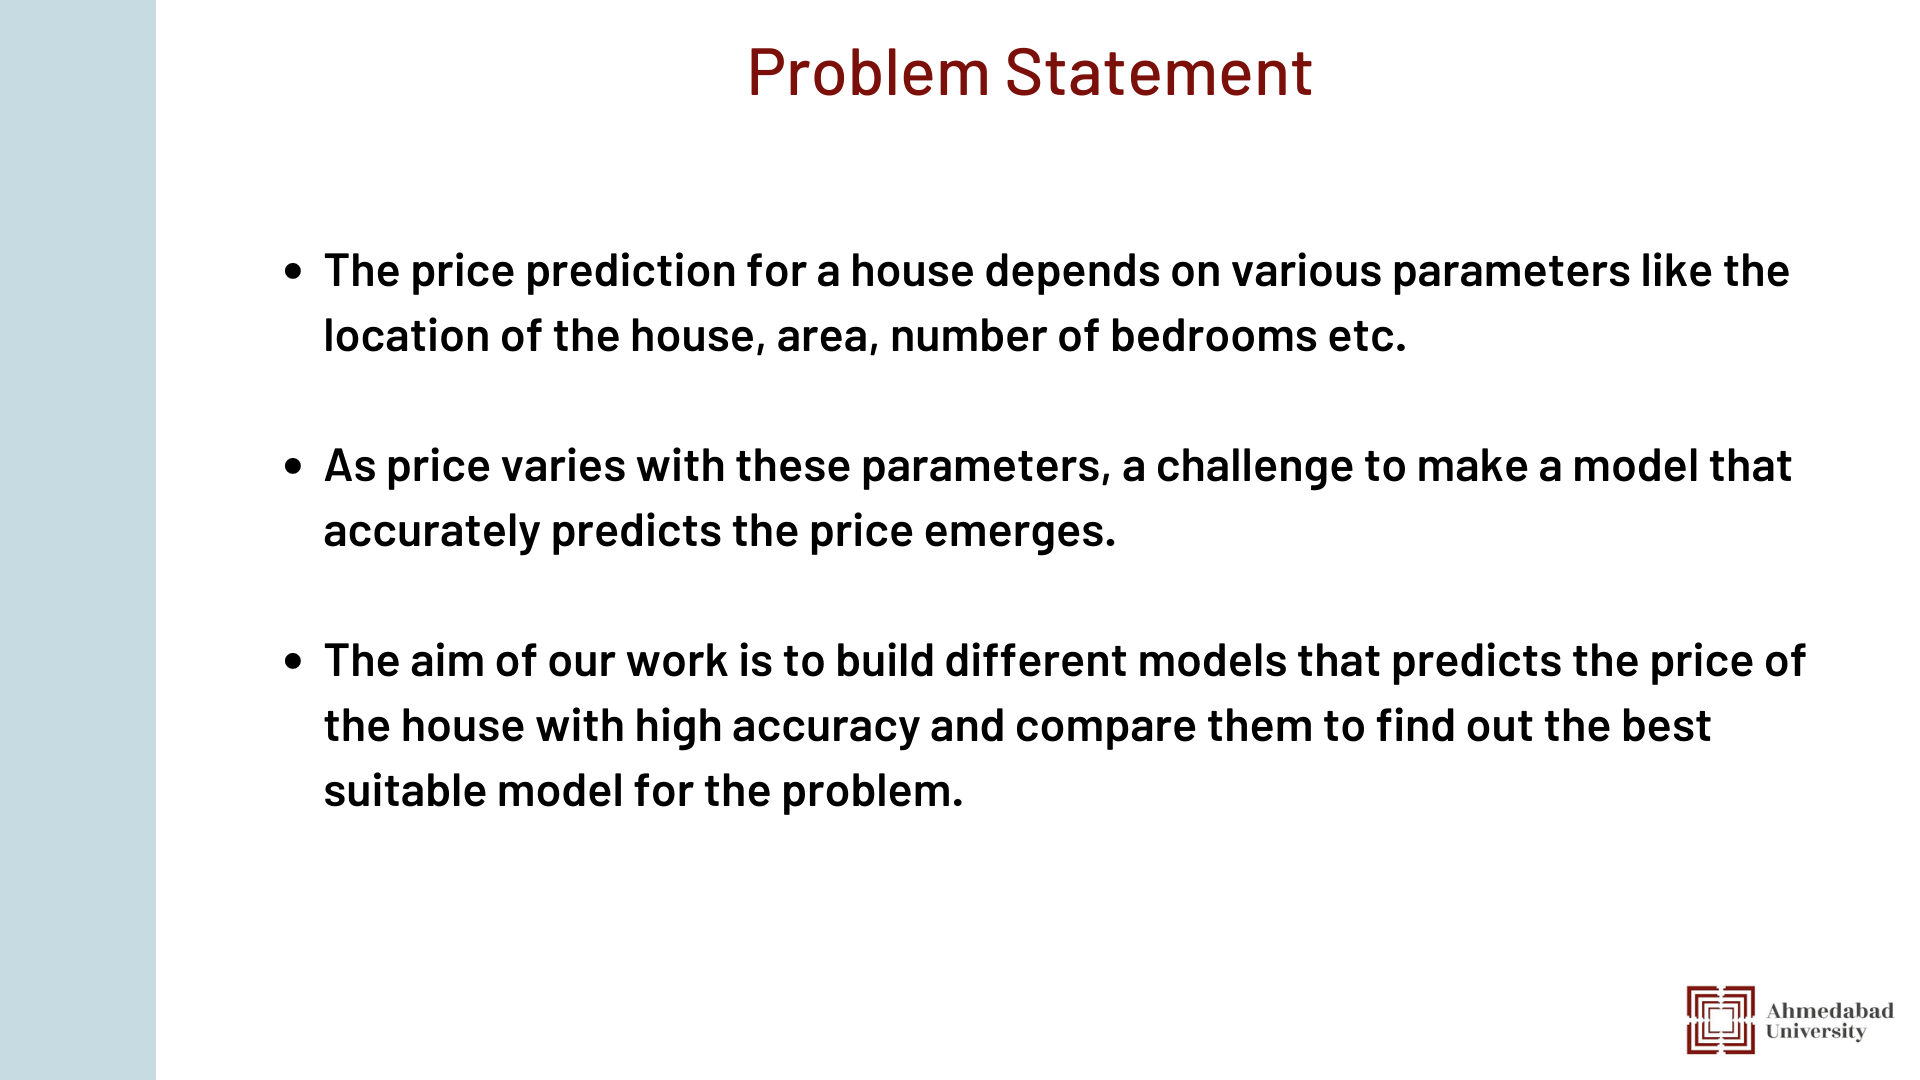 Problem Statement
• The price prediction for a house depends on various parameters like the
location of the house, area, number of bedrooms etc.
• As price varies with these parameters, a challenge to make a model that
accurately predicts the price emerges.
• The aim of our work is to build different models that predicts the price of
the house with high accuracy and compare them to find out the best
suitable model for the problem.
Ahmedabad
University